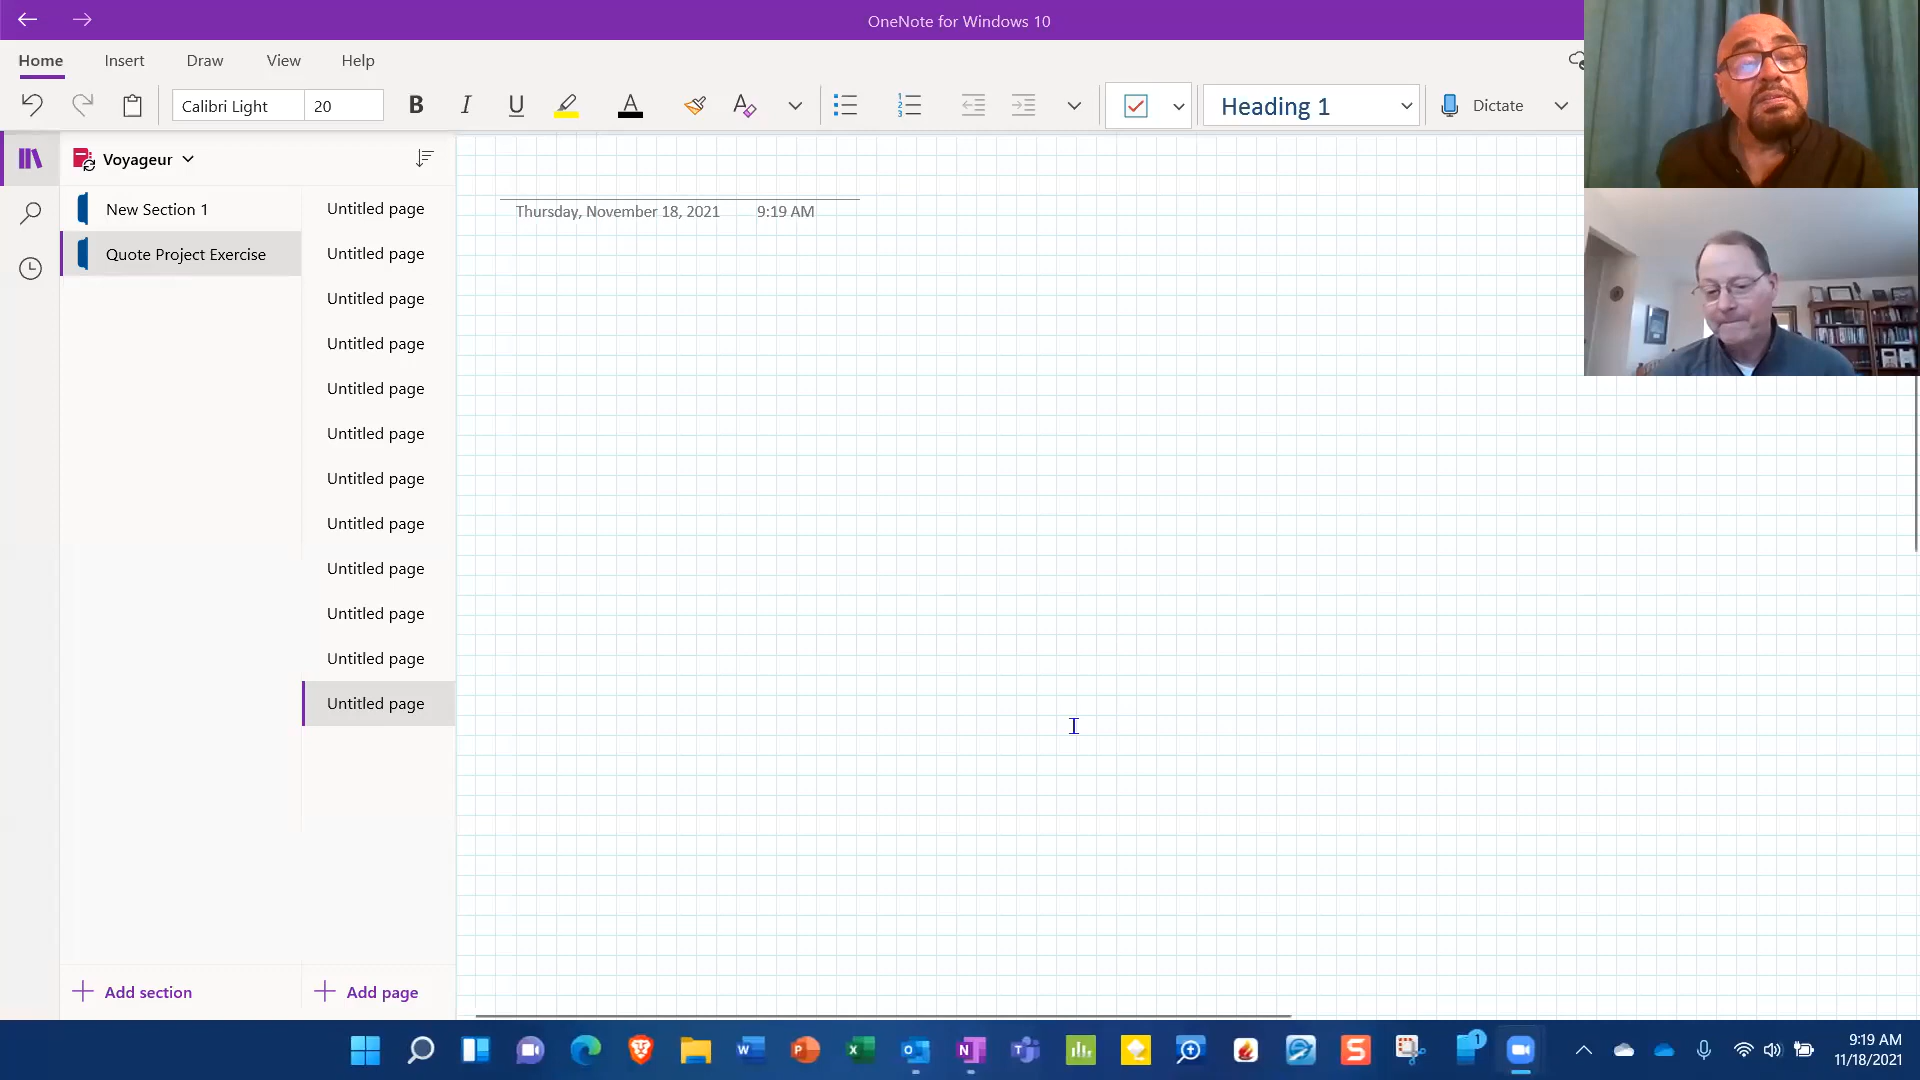 OneNote for Windows 10
Home Insert Draw View Help
Calibri Light 20 B I U A A Heading 1 Dictate
Voyageur
New Section 1
Quote Project Exercise
Untitled page
Untitled page
Untitled page
Untitled page
Untitled page
Untitled page
Untitled page
Untitled page
Untitled page
Untitled page
Untitled page
Untitled page
Thursday, November 18, 2021 9:19 AM
Add section
Add page
9:19 AM
11/18/2021